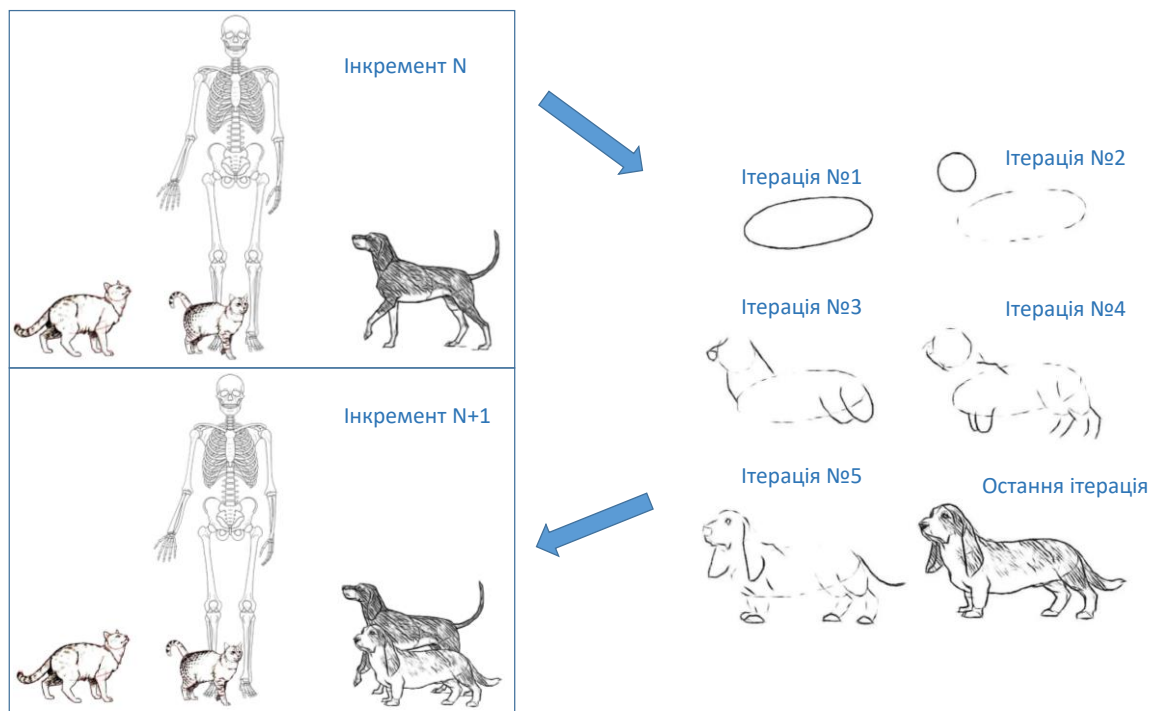 Інкремент N
Ітерація №1
Ітерація №2
Ітерація №3
Ітерація №4
Інкремент N+1
Ітерація №5
Остання ітерація